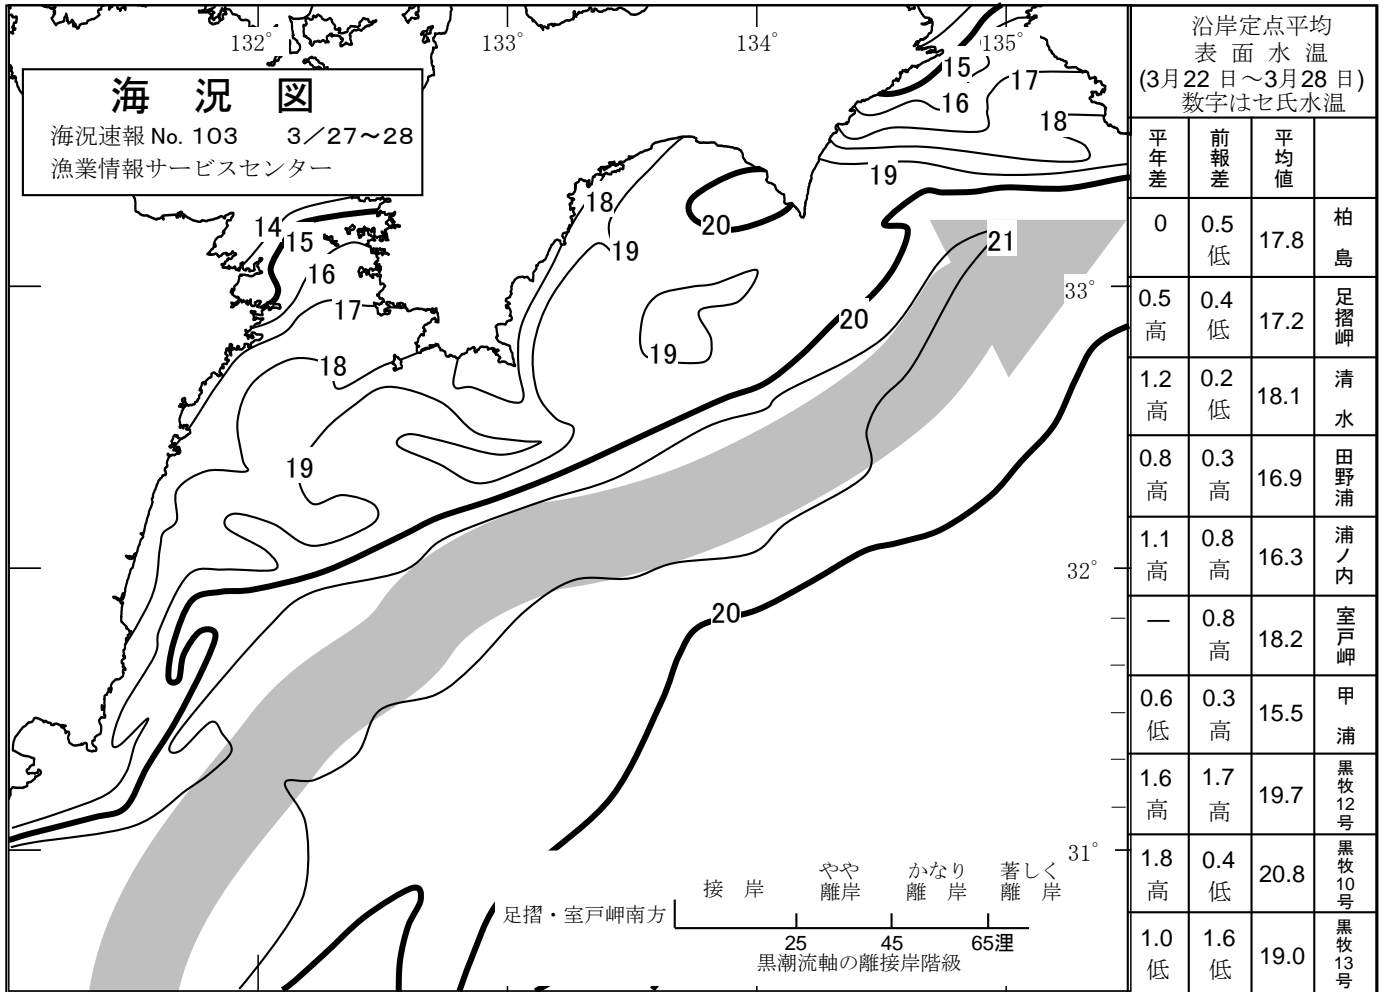 海況図
海況速報 No. 103 3／27～28
漁業情報サービスセンター
132°
133°
134°
135°
15
16
17
18
19
18
19
20
14
15
16
17
18
19
19
20
21
20
33°
32°
31°
接岸 やや離岸 かなり離岸 著しく離岸
足摺・室戸岬南方
25 45 65浬
黒潮流軸の離接岸階級
沿岸定点平均
表面水温
(3月22日～3月28日)
数字はセ氏水温
平年差 前報差 平均値
0 0.5低 17.8 柏島
0.5高 0.4低 17.2 足摺岬
1.2高 0.2低 18.1 清水
0.8高 0.3高 16.9 田野浦
1.1高 0.8高 16.3 浦ノ内
― 0.8高 18.2 室戸岬
0.6低 0.3高 15.5 甲浦
1.6高 1.7高 19.7 黒牧12号
1.8高 0.4低 20.8 黒牧10号
1.0低 1.6低 19.0 黒牧13号